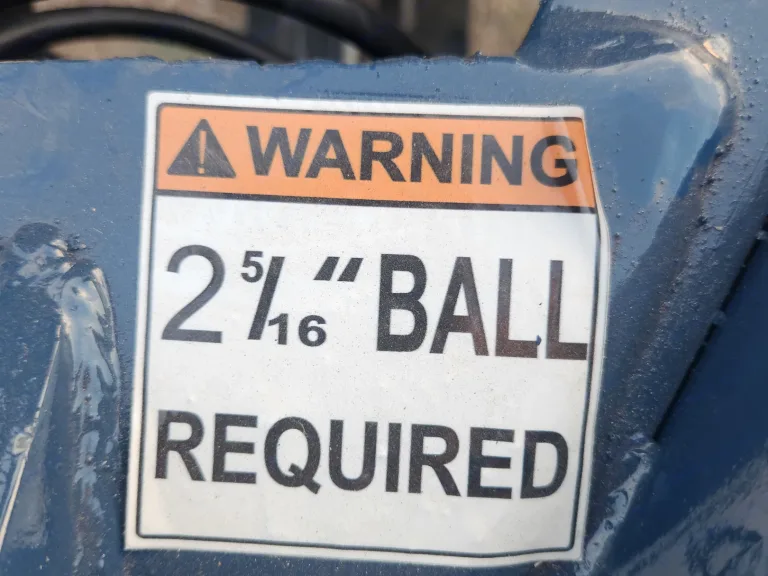 WARNING
2 5/16" BALL
REQUIRED